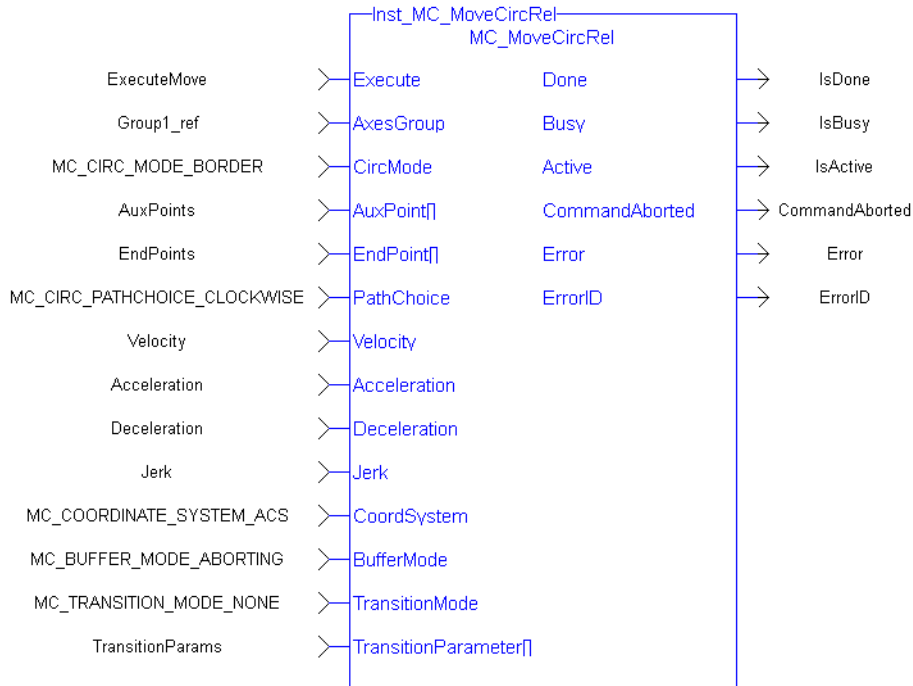 Inst_MC_MoveCircRel
MC_MoveCircRel
ExecuteMove Execute Done IsDone
Group1_ref AxesGroup Busy IsBusy
MC_CIRC_MODE_BORDER CircMode Active IsActive
AuxPoints AuxPoint[] CommandAborted CommandAborted
EndPoints EndPoint[] Error Error
MC_CIRC_PATHCHOICE_CLOCKWISE PathChoice ErrorID ErrorID
Velocity Velocity
Acceleration Acceleration
Deceleration Deceleration
Jerk Jerk
MC_COORDINATE_SYSTEM_ACS CoordSystem
MC_BUFFER_MODE_ABORTING BufferMode
MC_TRANSITION_MODE_NONE TransitionMode
TransitionParams TransitionParameter[]